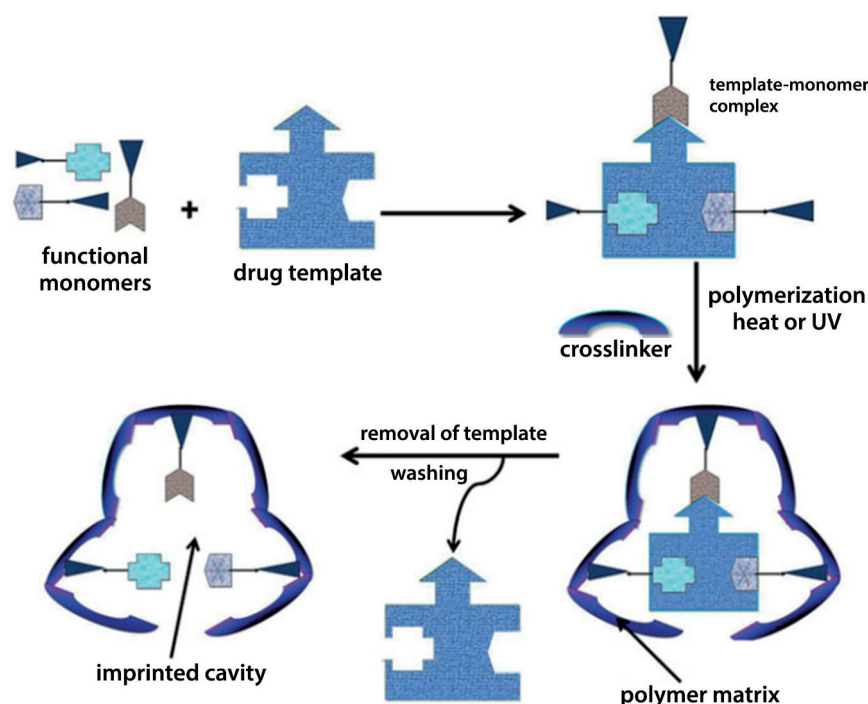 template-monomer
complex
+
functional
monomers
drug template
polymerization
heat or UV
crosslinker
removal of template
washing
imprinted cavity
polymer matrix